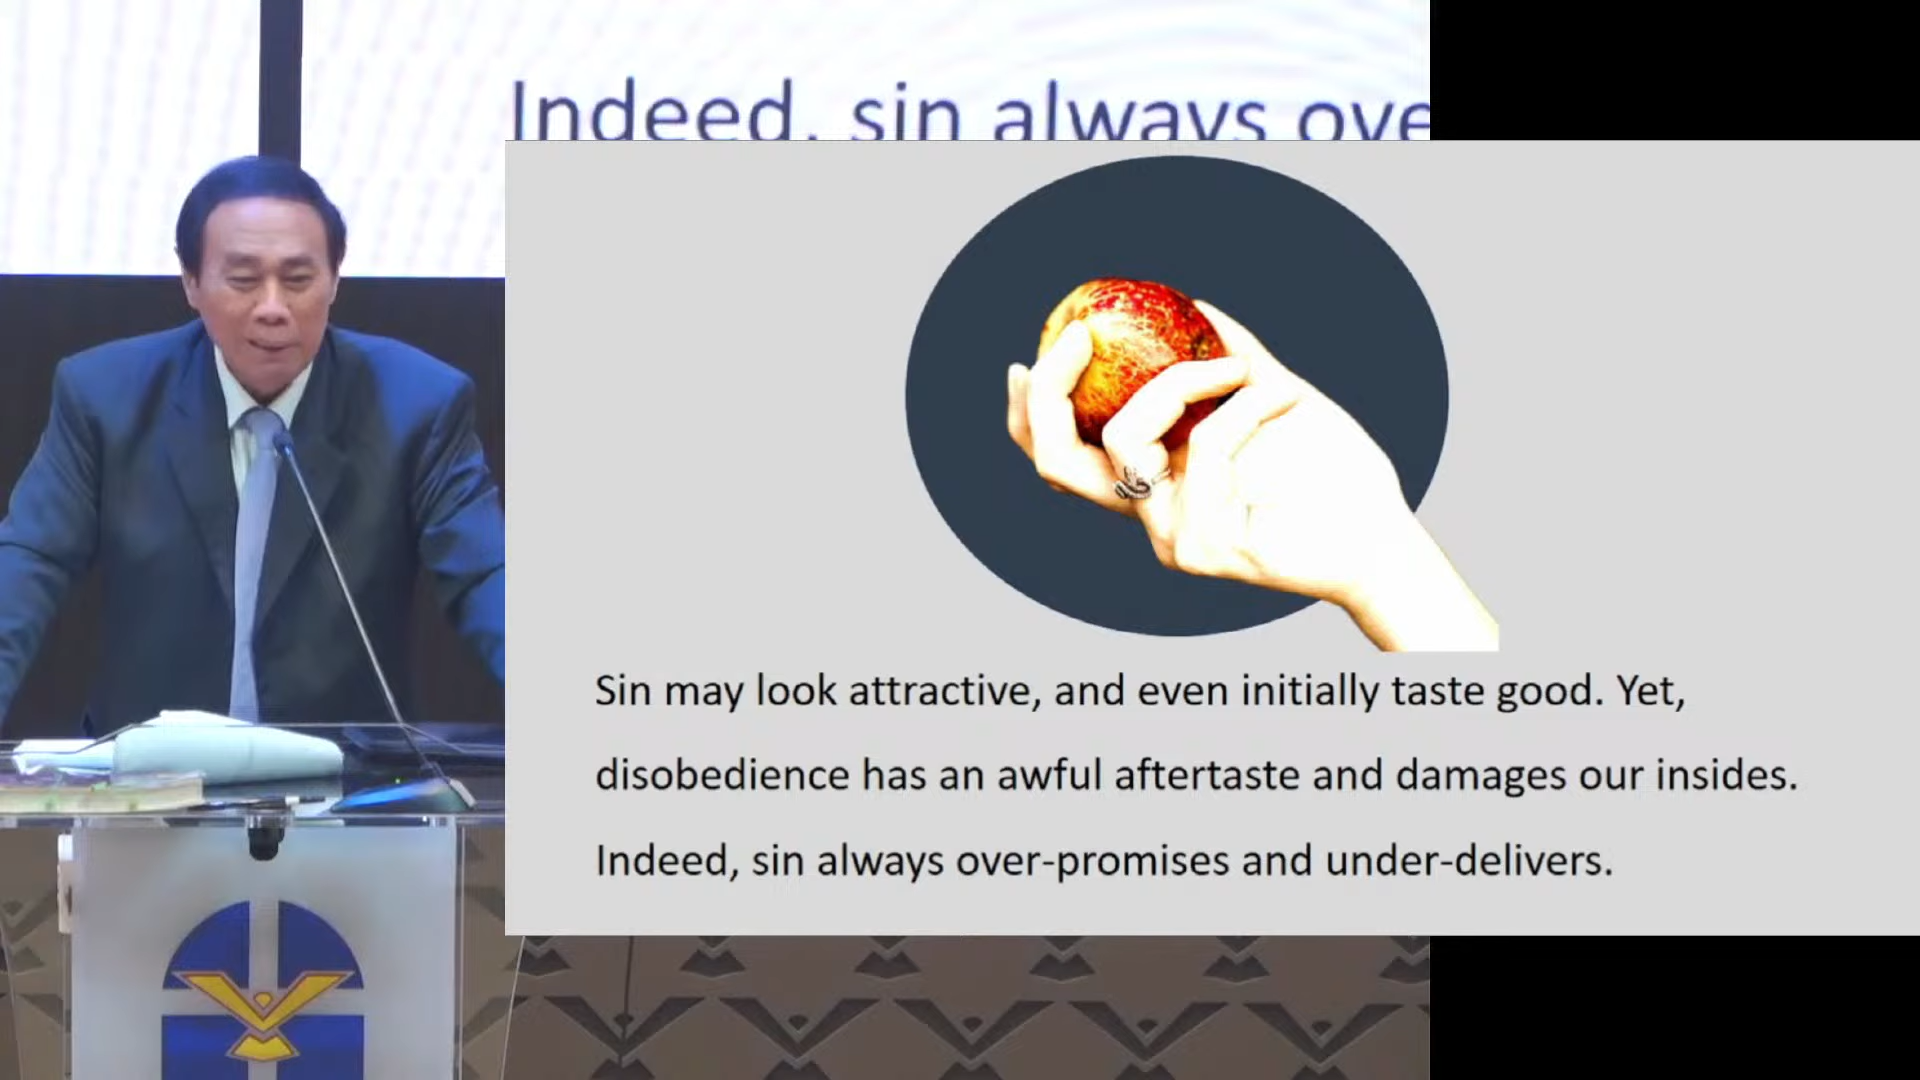 Indeed, sin always ove
Sin may look attractive, and even initially taste good. Yet,
disobedience has an awful aftertaste and damages our insides.
Indeed, sin always over-promises and under-delivers.